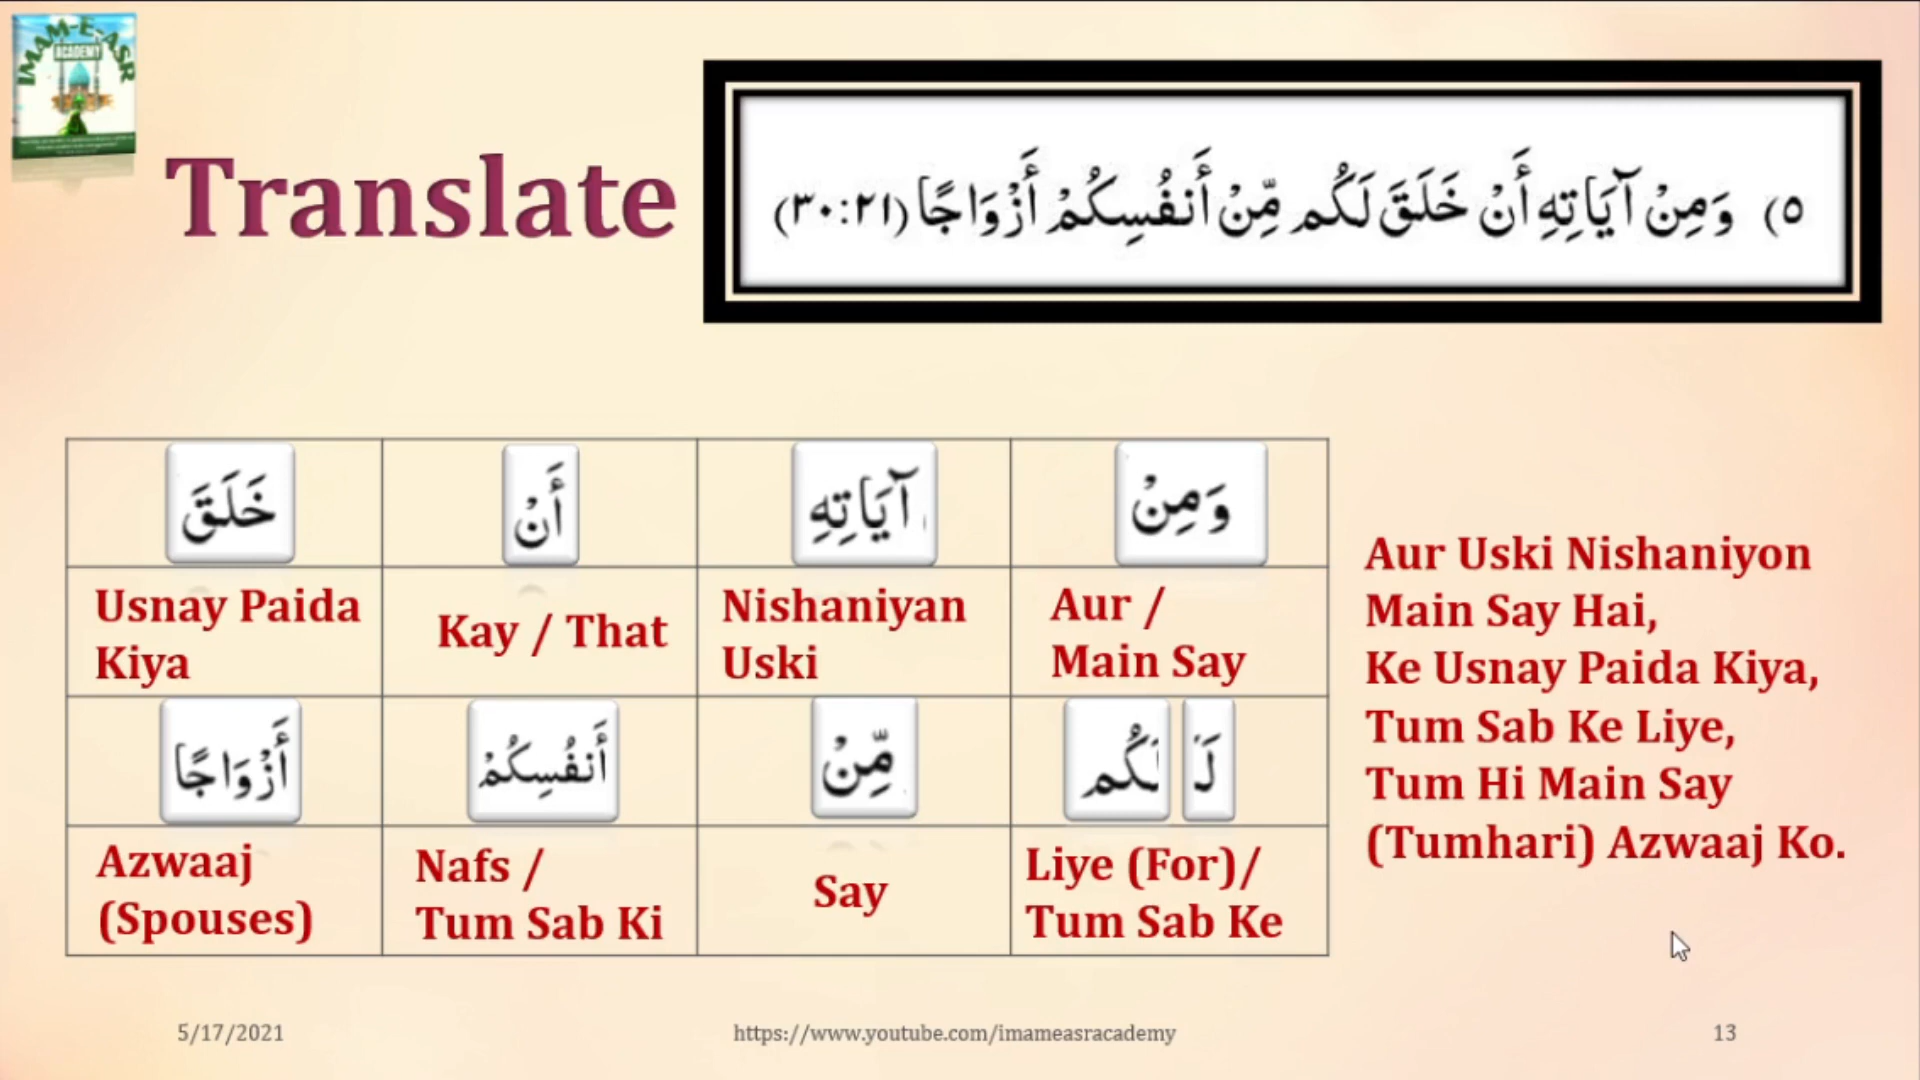 IMAM-E-ASR
ACADEMY
Translate
٥) وَمِنْ آيَاتِهِ أَنْ خَلَقَ لَكُم مِّنْ أَنفُسِكُمْ أَزْوَاجًا (٣٠:٢١)
وَمِنْ آيَاتِهِ أَنْ خَلَقَ
Usnay Paida Kiya
Kay / That
Nishaniyan Uski
Aur / Main Say
لَ لَكُم مِّنْ أَنفُسِكُمْ أَزْوَاجًا
Azwaaj (Spouses)
Nafs / Tum Sab Ki
Say
Liye (For)/ Tum Sab Ke
Aur Uski Nishaniyon
Main Say Hai,
Ke Usnay Paida Kiya,
Tum Sab Ke Liye,
Tum Hi Main Say
(Tumhari) Azwaaj Ko.
5/17/2021
https://www.youtube.com/imameasracademy
13